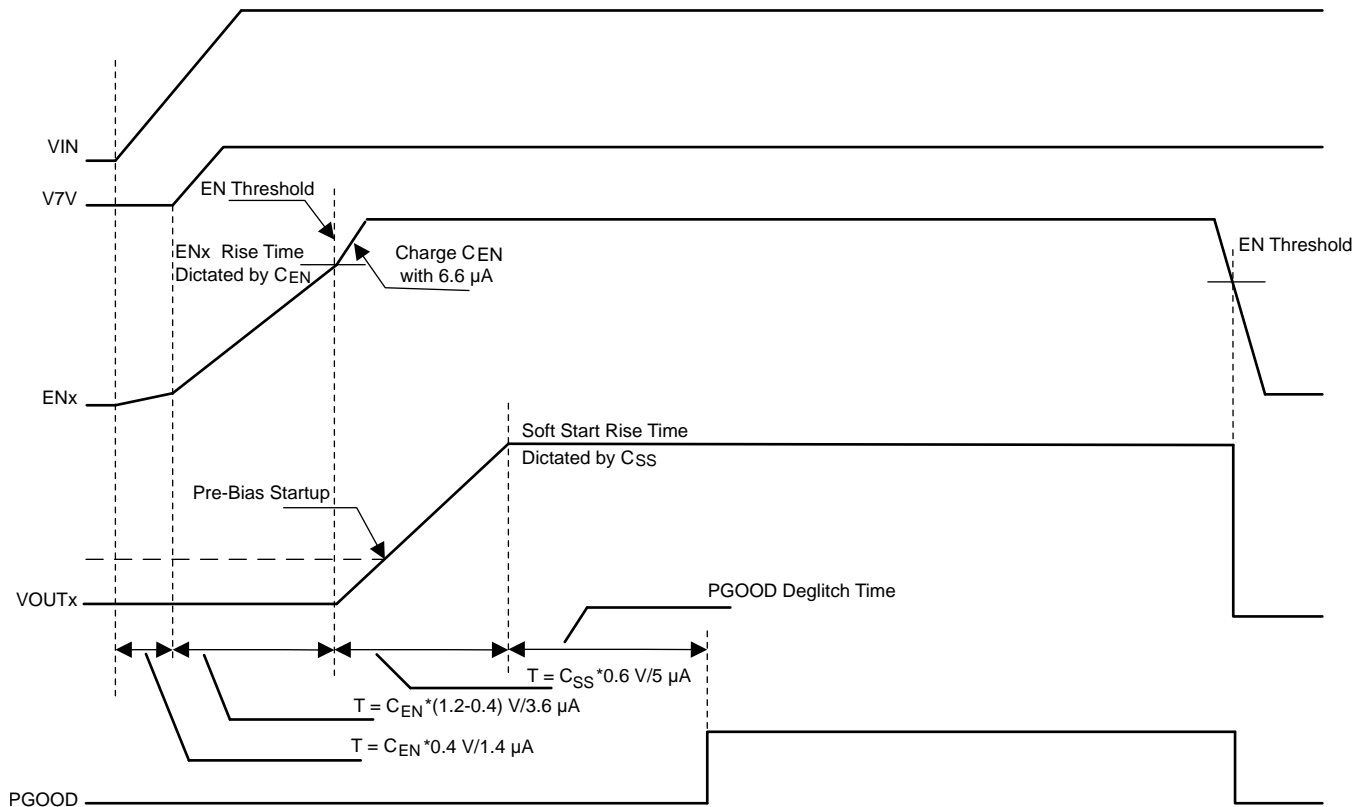 VIN
V7V
EN Threshold
ENx Rise Time
Dictated by CEN
Charge CEN
with 6.6 µA
EN Threshold
ENx
Soft Start Rise Time
Dictated by CSS
Pre-Bias Startup
VOUTx
PGOOD Deglitch Time
T = CSS*0.6 V/5 µA
T = CEN*(1.2-0.4) V/3.6 µA
T = CEN*0.4 V/1.4 µA
PGOOD